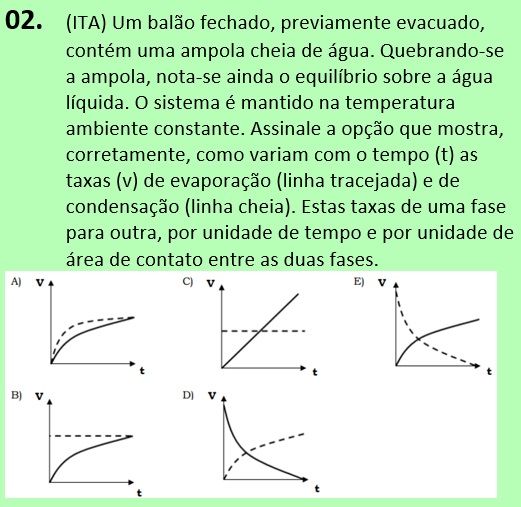 02. (ITA) Um balão fechado, previamente evacuado,
contém uma ampola cheia de água. Quebrando-se
a ampola, nota-se ainda o equilíbrio sobre a água
líquida. O sistema é mantido na temperatura
ambiente constante. Assinale a opção que mostra,
corretamente, como variam com o tempo (t) as
taxas (v) de evaporação (linha tracejada) e de
condensação (linha cheia). Estas taxas de uma fase
para outra, por unidade de tempo e por unidade de
área de contato entre as duas fases.
A) V t
C) V t
E) V t
B) V t
D) V t